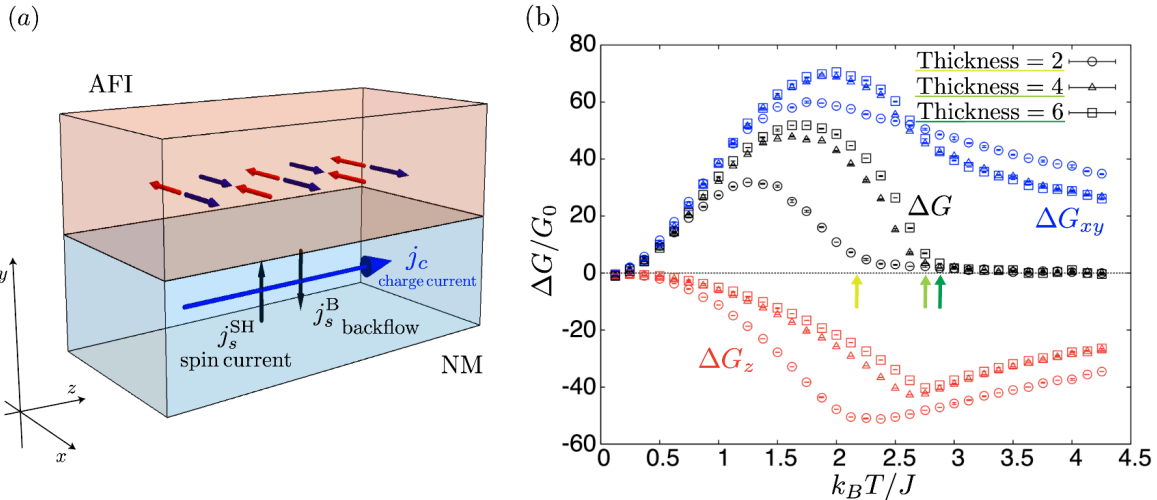 (a)
AFI
y
j_c
charge current
j_s^SH
j_s^B
backflow
spin current
NM
z
x
(b)
80
60
40
20
0
-20
-40
-60
ΔG/G_0
Thickness = 2
Thickness = 4
Thickness = 6
ΔG
ΔG_xy
ΔG_z
0 0.5 1 1.5 2 2.5 3 3.5 4 4.5
k_B T/J